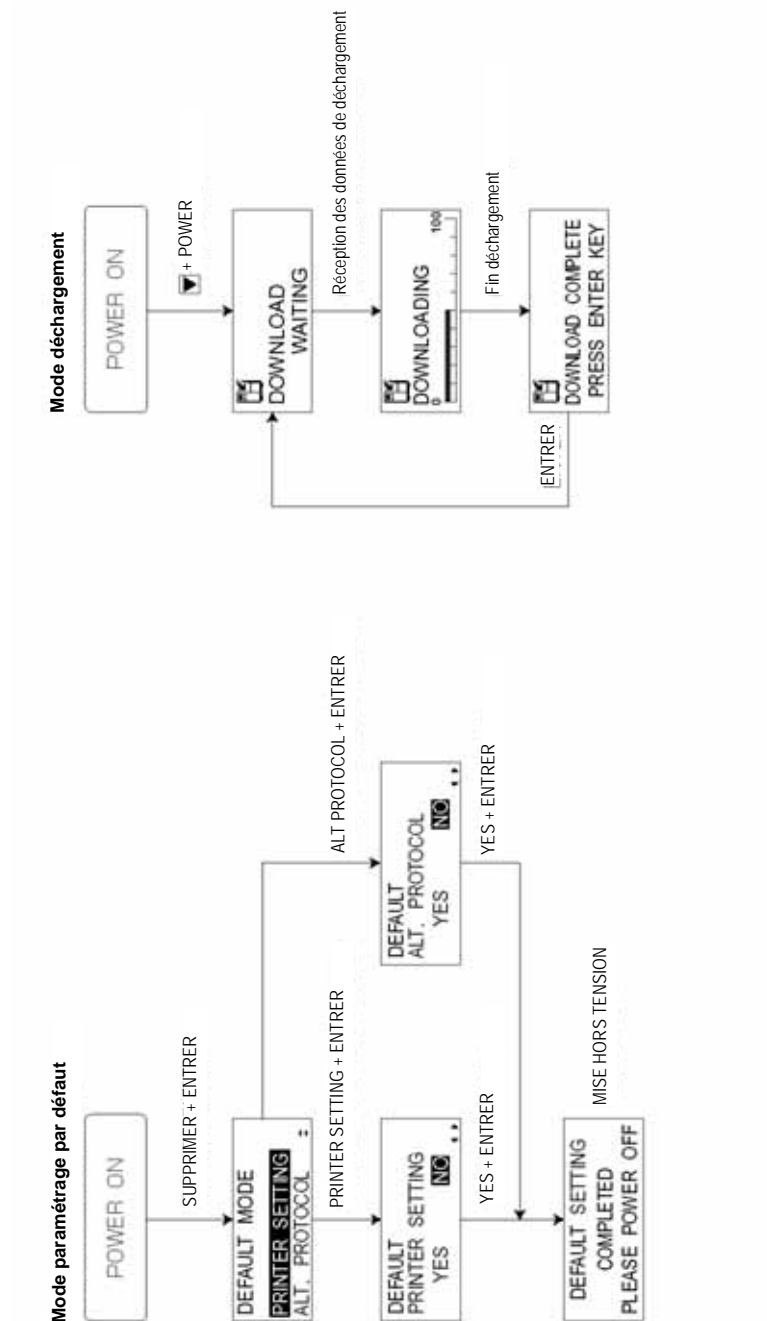 Mode paramétrage par défaut
POWER ON
SUPPRIMER + ENTRER
DEFAULT MODE
PRINTER SETTING
ALT. PROTOCOL
PRINTER SETTING + ENTRER
ALT PROTOCOL + ENTRER
DEFAULT
PRINTER SETTING
YES NO
DEFAULT
ALT. PROTOCOL
YES NO
YES + ENTRER
YES + ENTRER
DEFAULT SETTING
COMPLETED
PLEASE POWER OFF
MISE HORS TENSION
Mode déchargement
POWER ON
+ POWER
DOWNLOAD
WAITING
Réception des données de déchargement
DOWNLOADING
0 100
Fin déchargement
DOWNLOAD COMPLETE
PRESS ENTER KEY
ENTRER